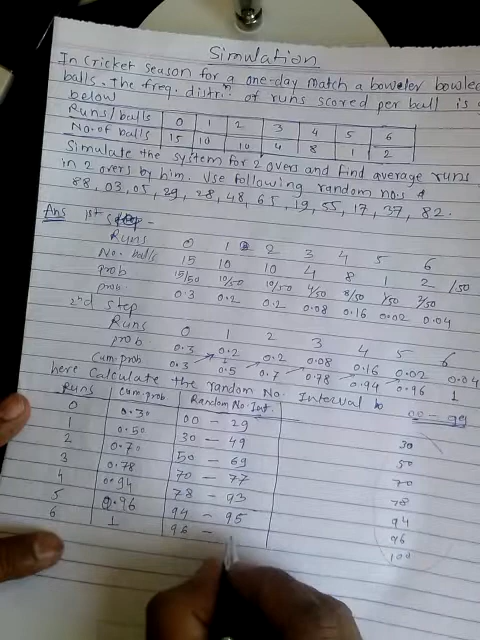 Simulation
In Cricket season for a one-day match a bowler bowled
balls. The freq. distriⁿ of runs scored per ball is
below
Runs/balls 0 1 2 3 4 5 6
No. of balls 15 10 10 4 8 1 2
Simulate the system for 2 overs and find average runs
in 2 overs by him. Use following random no.s
88, 03, 05, 29, 28, 48, 65, 19, 55, 17, 37, 82.
Ans 1st step -
Runs 0 1 2 3 4 5 6
No. balls 15 10 10 4 8 1 2 /50
prob 15/50 10/50 10/50 4/50 8/50 1/50 2/50
prob. 0.3 0.2 0.2 0.08 0.16 0.02 0.04
2nd step
Runs 0 1 2 3 4 5 6
prob 0.3 0.2 0.2 0.08 0.16 0.02 0.04
Cum. prob 0.3 0.5 0.7 0.78 0.94 0.96 1
here Calculate the random No. Interval 00 - 99
Runs Cum. prob Random No. Int.
0 0.30 00 - 29 30
1 0.50 30 - 49 50
2 0.70 50 - 69 70
3 0.78 70 - 77 78
4 0.94 78 - 93 94
5 0.96 94 - 95 96
6 1 96 - 100